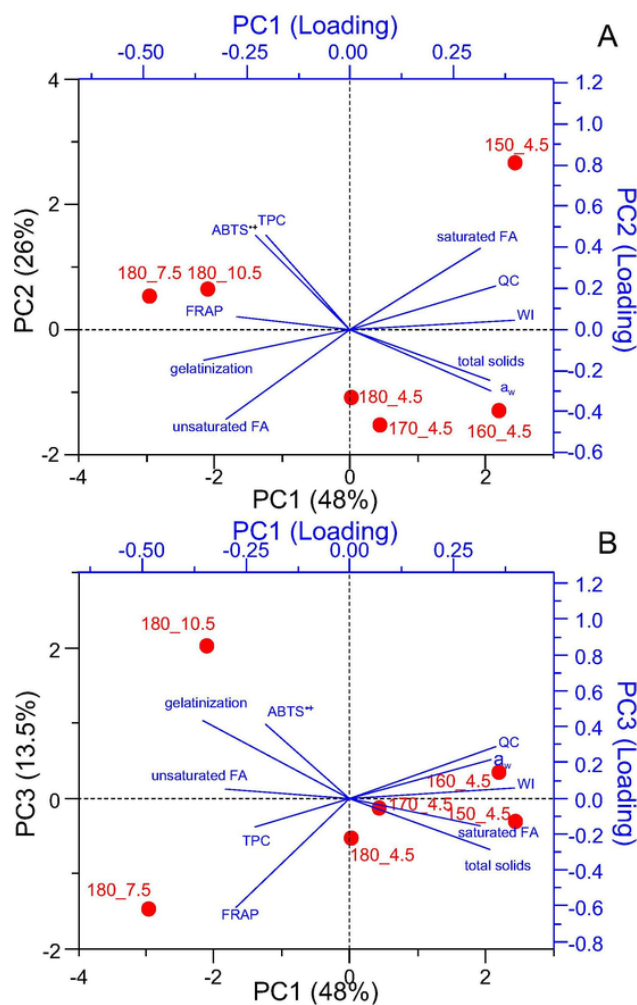 PC1 (Loading)
A
-0.50 -0.25 0.00 0.25
4
2
0
-2
PC2 (26%)
1.2
1.0
0.8
0.6
0.4
0.2
0.0
-0.2
-0.4
-0.6
PC2 (Loading)
150_4.5
ABTS•+ TPC
saturated FA
180_7.5 180_10.5
QC
FRAP
WI
gelatinization
total solids
aw
180_4.5
unsaturated FA
170_4.5 160_4.5
-4 -2 0 2
PC1 (48%)
PC1 (Loading)
B
-0.50 -0.25 0.00 0.25
2
0
-2
PC3 (13.5%)
1.2
1.0
0.8
0.6
0.4
0.2
0.0
-0.2
-0.4
-0.6
-0.8
PC3 (Loading)
180_10.5
gelatinization
ABTS•+
QC
aw
unsaturated FA
160_4.5
WI
170_4.5 150_4.5
TPC
saturated FA
180_4.5
total solids
180_7.5
FRAP
-4 -2 0 2
PC1 (48%)